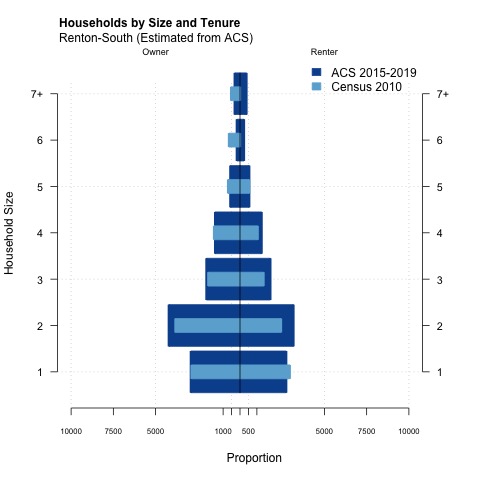 Households by Size and Tenure
Renton-South (Estimated from ACS)
Owner Renter
ACS 2015-2019
Census 2010
7+ 7+
6 6
5 5
4 4
3 3
2 2
1 1
Household Size
10000 7500 5000 1000 500 5000 7500 10000
Proportion